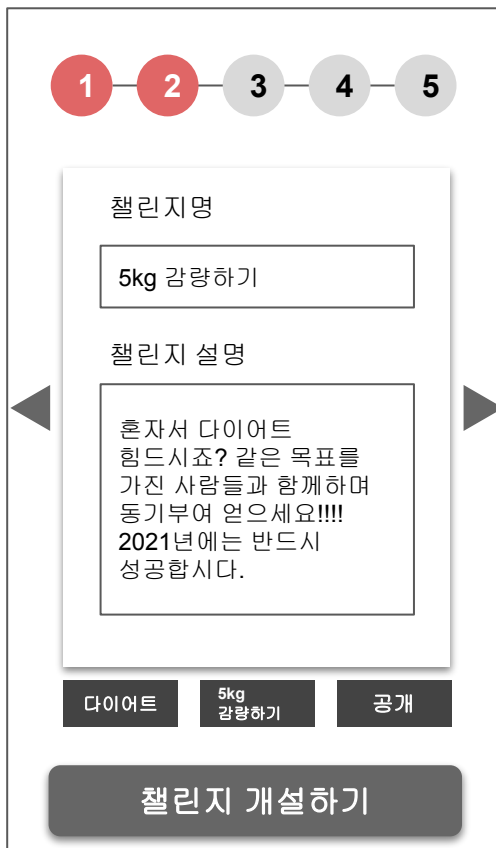 1 2 3 4 5
챌린지명
5kg 감량하기
챌린지 설명
혼자서 다이어트
힘드시죠? 같은 목표를
가진 사람들과 함께하며
동기부여 얻으세요!!!!
2021년에는 반드시
성공합시다.
다이어트
5kg
감량하기
공개
챌린지 개설하기